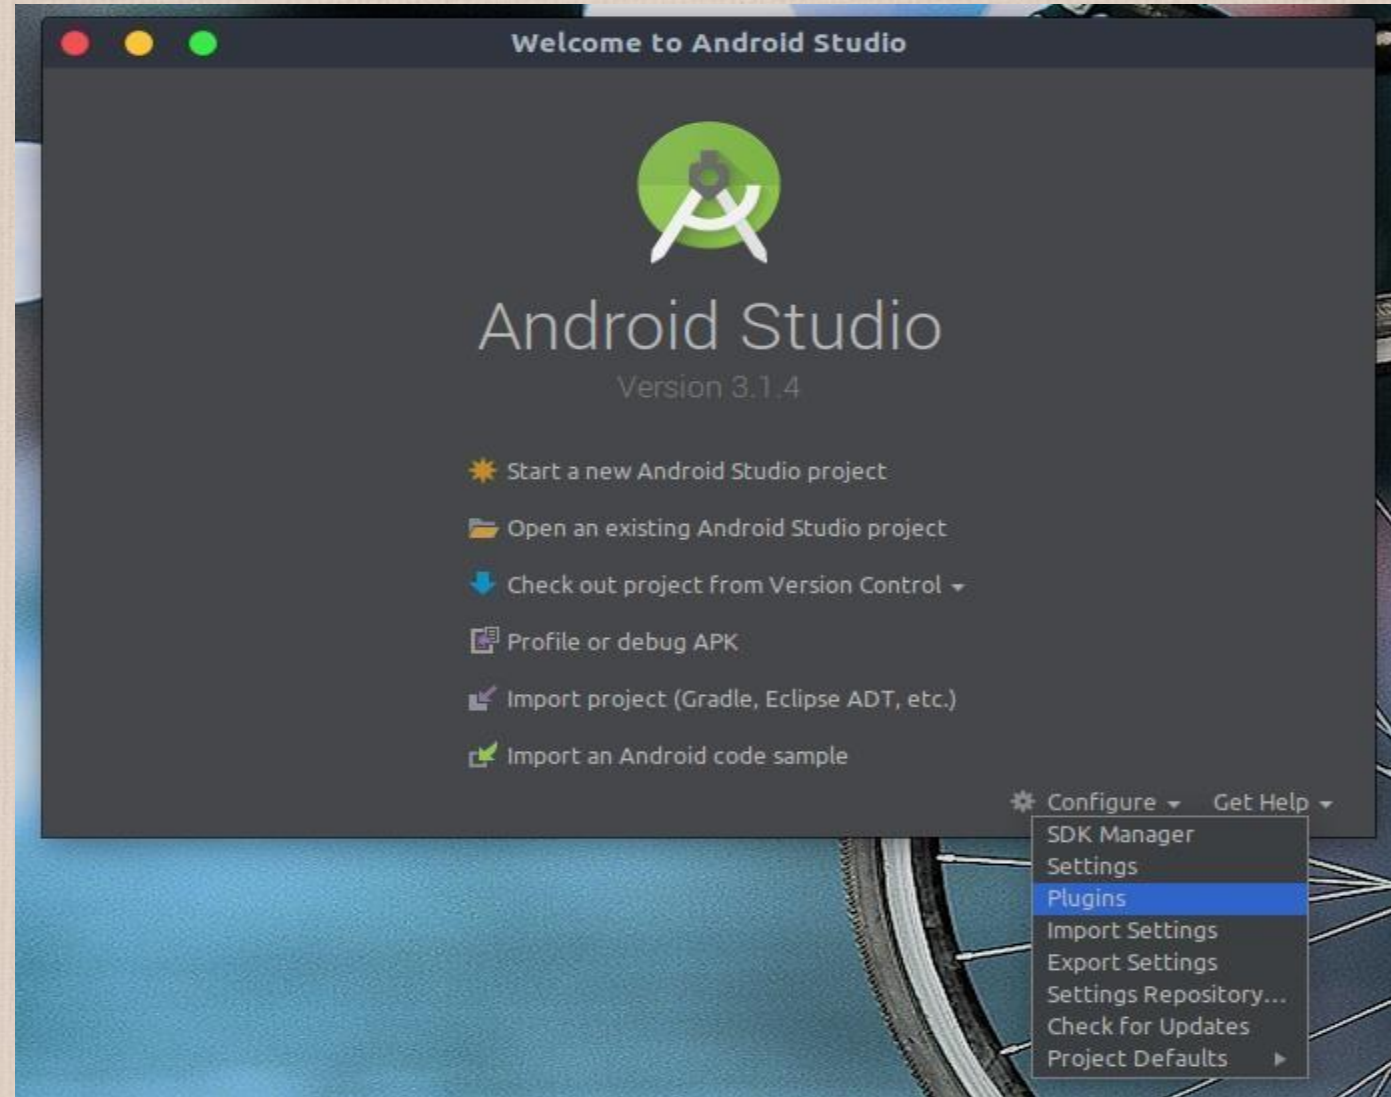 Welcome to Android Studio
Android Studio
Version 3.1.4
Start a new Android Studio project
Open an existing Android Studio project
Check out project from Version Control
Profile or debug APK
Import project (Gradle, Eclipse ADT, etc.)
Import an Android code sample
Configure Get Help
SDK Manager
Settings
Plugins
Import Settings
Export Settings
Settings Repository...
Check for Updates
Project Defaults